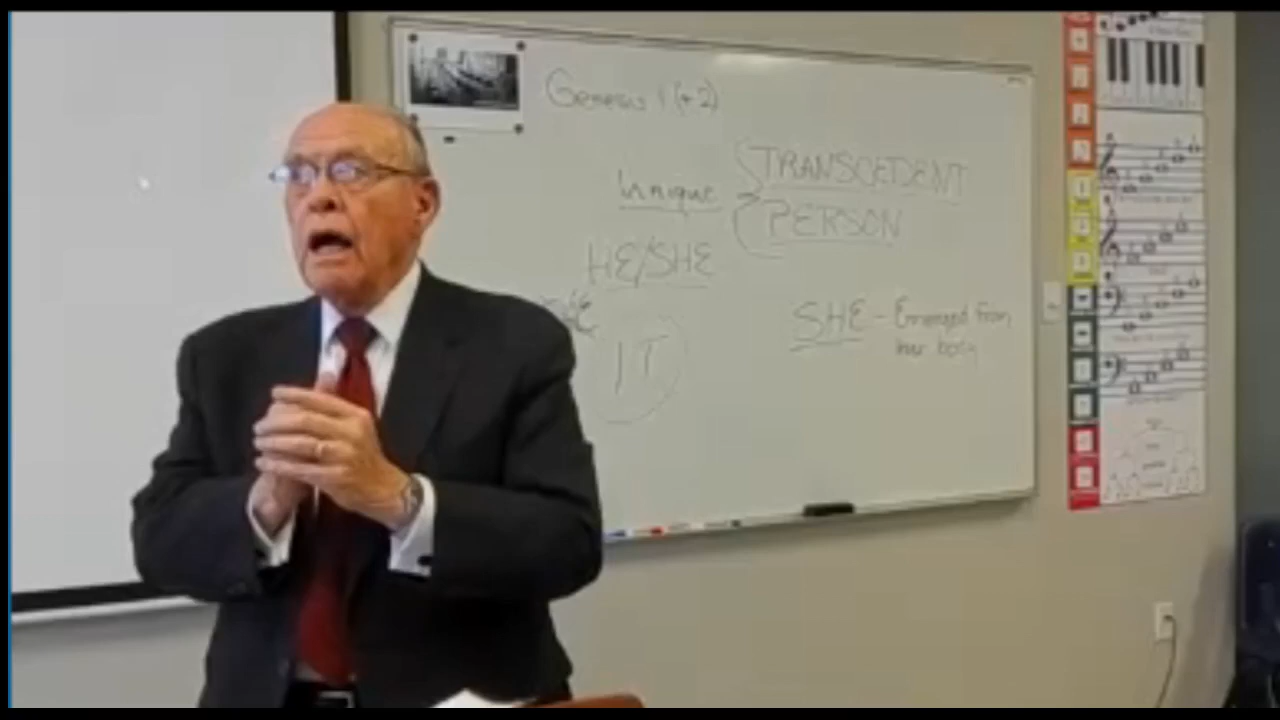 Genesis 1 (+2)
Unique { TRANSCEDENT
PERSON
HE/SHE
IT
SHE - Emerged from
her body